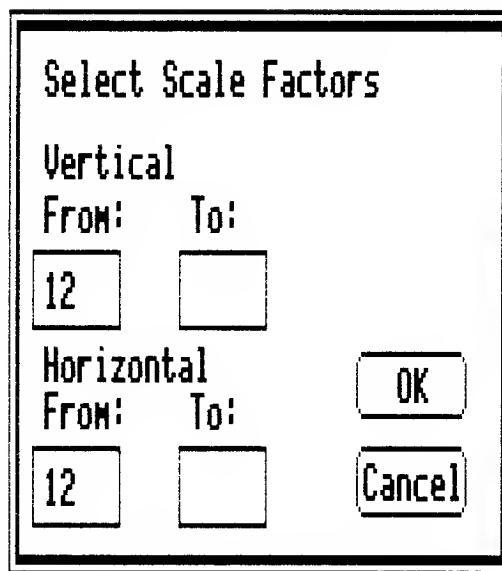 Select Scale Factors
Vertical
From: To:
12
Horizontal
From: To:
OK
12
Cancel